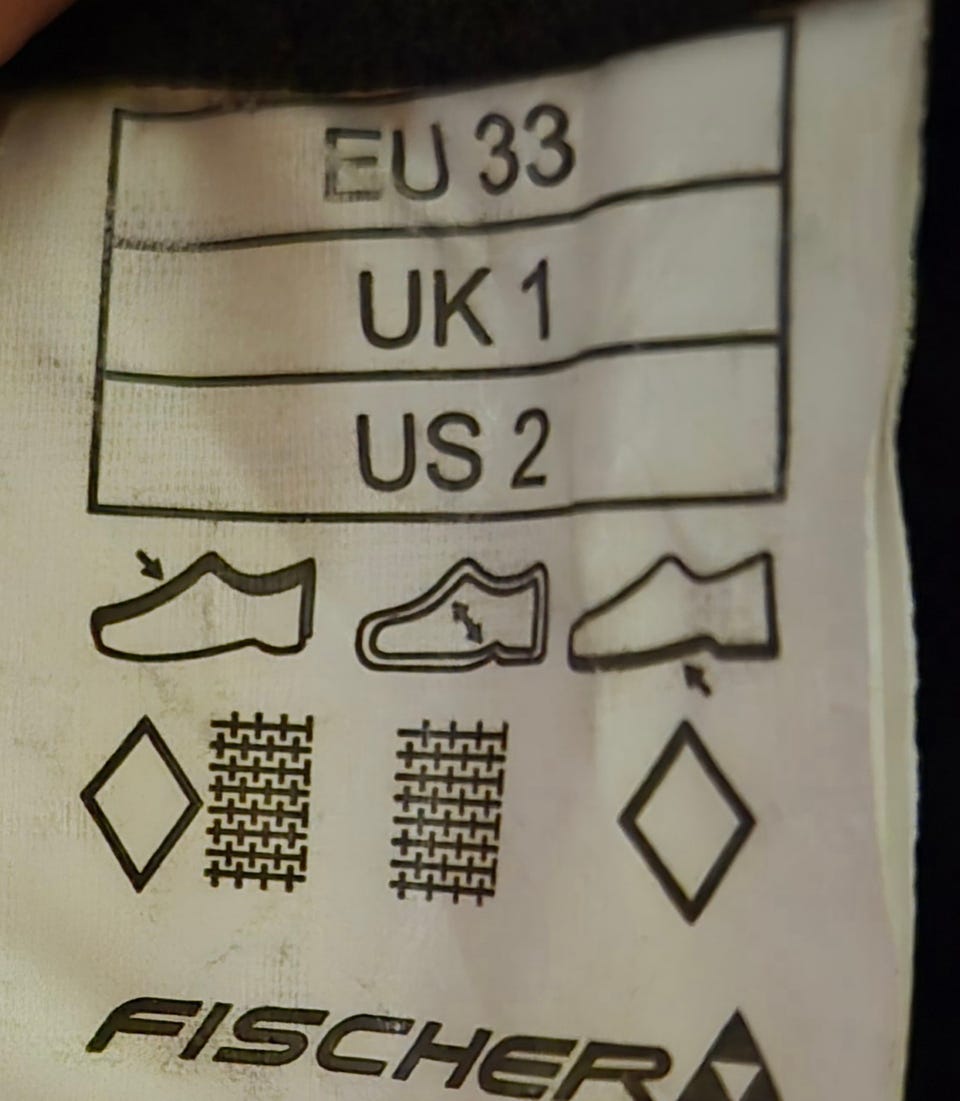 EU 33
UK 1
US 2
FISCHER